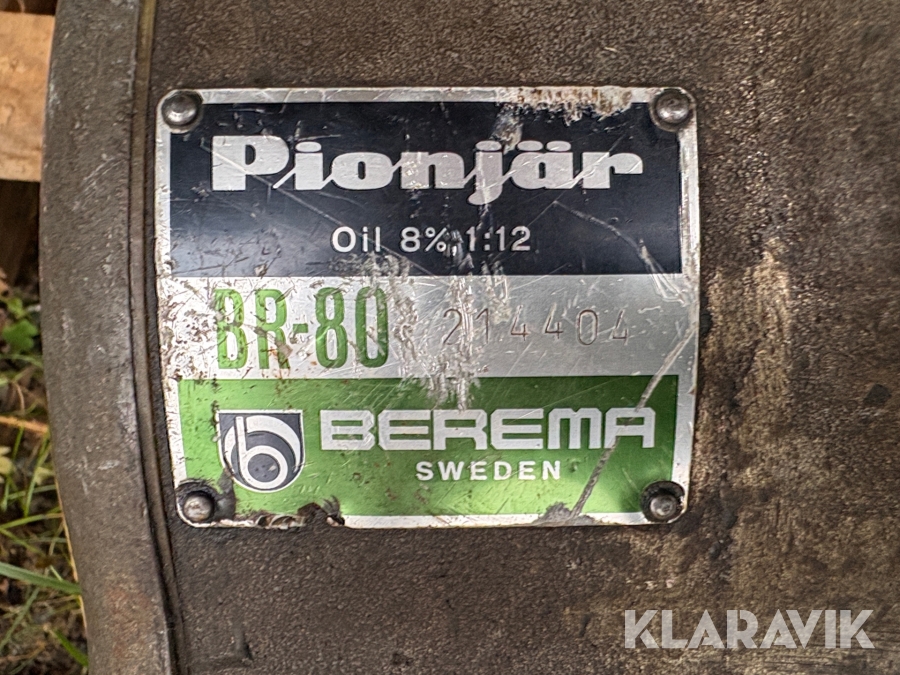 Pionjär
Oil 8%, 1:12
BR-80 214404
BEREMA
SWEDEN
KLARAVIK